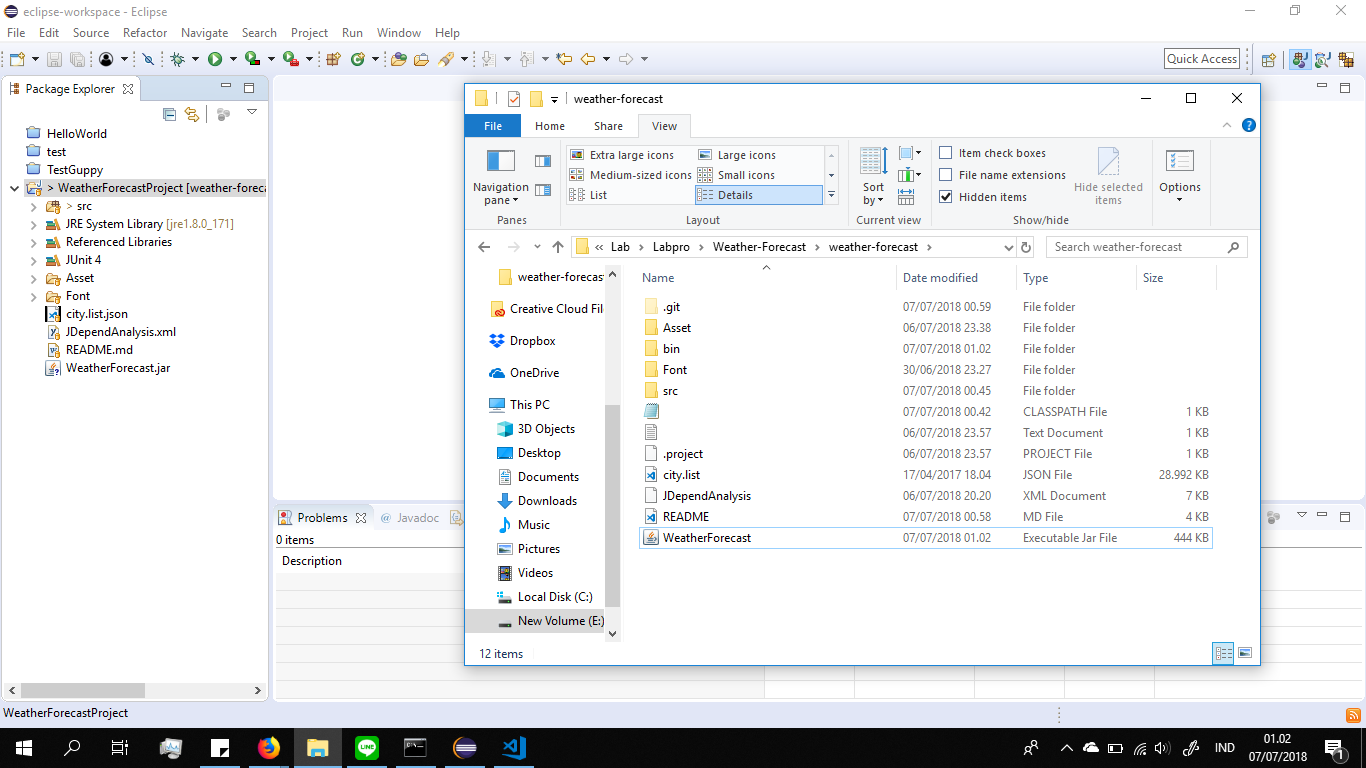 eclipse-workspace - Eclipse
File Edit Source Refactor Navigate Search Project Run Window Help
Quick Access
Package Explorer
HelloWorld
test
TestGuppy
> WeatherForecastProject [weather-foreca
> src
JRE System Library [jre1.8.0_171]
Referenced Libraries
JUnit 4
Asset
Font
city.list.json
JDependAnalysis.xml
README.md
WeatherForecast.jar
Problems Javadoc
0 items
Description
WeatherForecastProject
weather-forecast
File Home Share View
Navigation pane
Panes
Extra large icons Large icons
Medium-sized icons Small icons
List Details
Layout
Sort by
Current view
Item check boxes
File name extensions
Hidden items
Hide selected items
Show/hide
Options
« Lab > Labpro > Weather-Forecast > weather-forecast >
Search weather-forecast
weather-forecas
Creative Cloud Fil
Dropbox
OneDrive
This PC
3D Objects
Desktop
Documents
Downloads
Music
Pictures
Videos
Local Disk (C:)
New Volume (E:)
Name Date modified Type Size
.git 07/07/2018 00.59 File folder
Asset 06/07/2018 23.38 File folder
bin 07/07/2018 01.02 File folder
Font 30/06/2018 23.27 File folder
src 07/07/2018 00.45 File folder
07/07/2018 00.42 CLASSPATH File 1 KB
06/07/2018 23.57 Text Document 1 KB
.project 06/07/2018 23.57 PROJECT File 1 KB
city.list 17/04/2017 18.04 JSON File 28.992 KB
JDependAnalysis 06/07/2018 20.20 XML Document 7 KB
README 07/07/2018 00.58 MD File 4 KB
WeatherForecast 07/07/2018 01.02 Executable Jar File 444 KB
12 items
LINE
IND
01.02
07/07/2018
1